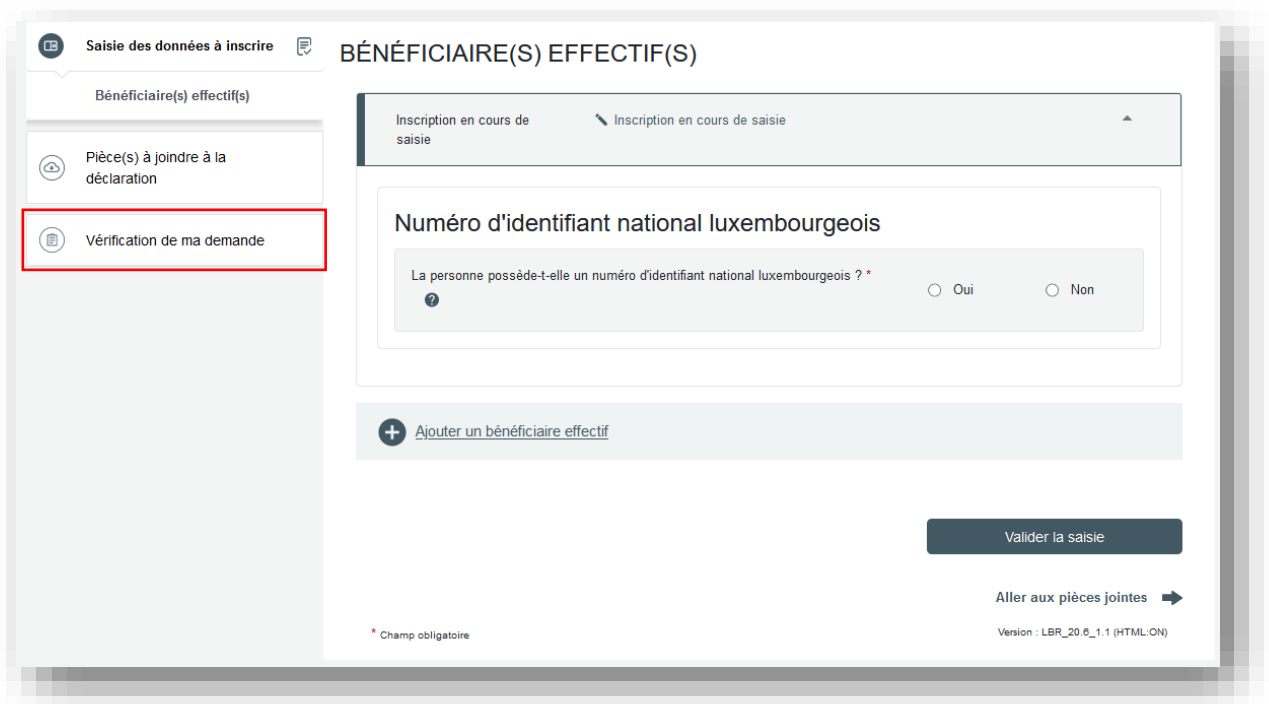 Saisie des données à inscrire
Bénéficiaire(s) effectif(s)
Pièce(s) à joindre à la
déclaration
Vérification de ma demande
BÉNÉFICIAIRE(S) EFFECTIF(S)
Inscription en cours de
saisie
Inscription en cours de saisie
Numéro d'identifiant national luxembourgeois
La personne possède-t-elle un numéro d'identifiant national luxembourgeois ? *
?
Oui
Non
Ajouter un bénéficiaire effectif
Valider la saisie
Aller aux pièces jointes
* Champ obligatoire
Version : LBR_20.6_1.1 (HTML:ON)